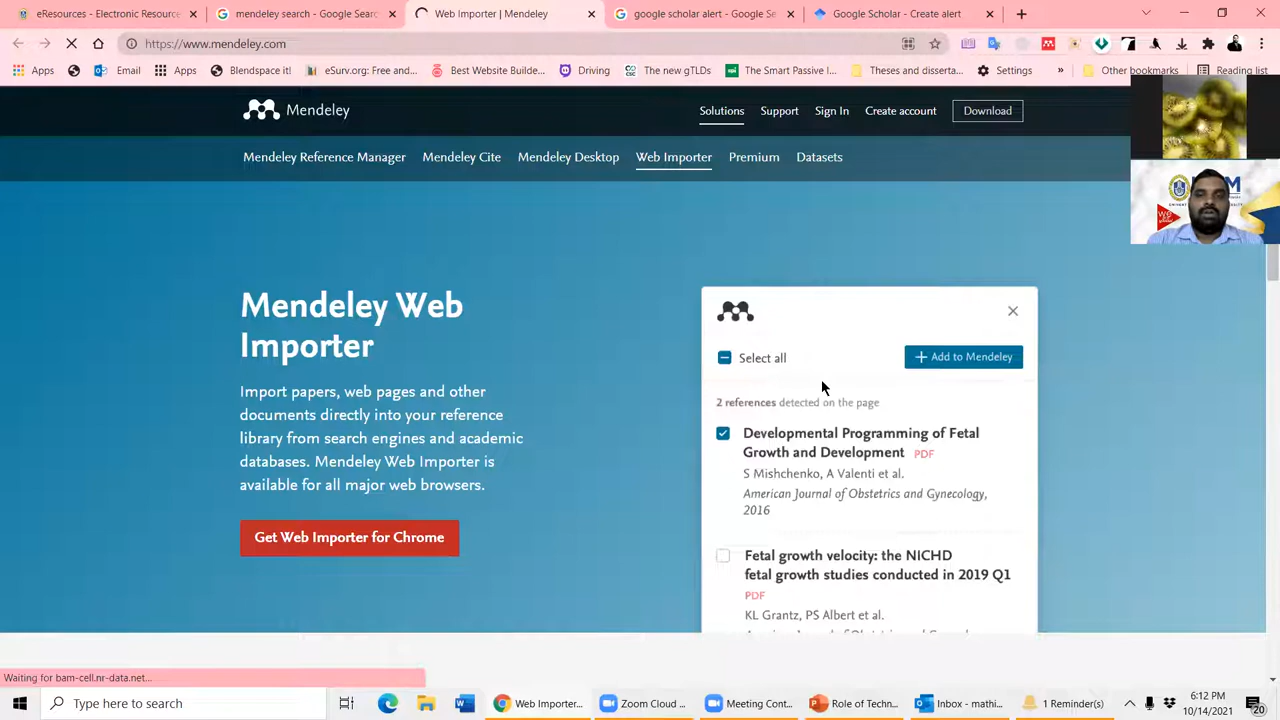 eResources - Electronic Resource
mendeley search - Google Search
Web Importer | Mendeley
google scholar alert - Google Se
Google Scholar - Create alert
https://www.mendeley.com
Apps
Email
Apps
Blendspace it!
eSurv.org: Free and...
Best Website Builde...
Driving
The new gTLDs
The Smart Passive I...
Theses and disserta...
Settings
»
Other bookmarks
Reading list
Mendeley
Solutions
Support
Sign In
Create account
Download
Mendeley Reference Manager
Mendeley Cite
Mendeley Desktop
Web Importer
Premium
Datasets
Mendeley Web
Importer
Import papers, web pages and other
documents directly into your reference
library from search engines and academic
databases. Mendeley Web Importer is
available for all major web browsers.
Get Web Importer for Chrome
Select all
+ Add to Mendeley
2 references detected on the page
Developmental Programming of Fetal
Growth and Development PDF
S Mishchenko, A Valenti et al.
American Journal of Obstetrics and Gynecology,
2016
Fetal growth velocity: the NICHD
fetal growth studies conducted in 2019 Q1
PDF
KL Grantz, PS Albert et al.
we
Waiting for bam-cell.nr-data.net...
Type here to search
Web Importer...
Zoom Cloud ...
Meeting Cont...
Role of Techn...
Inbox - mathi...
1 Reminder(s)
6:12 PM
10/14/2021
20